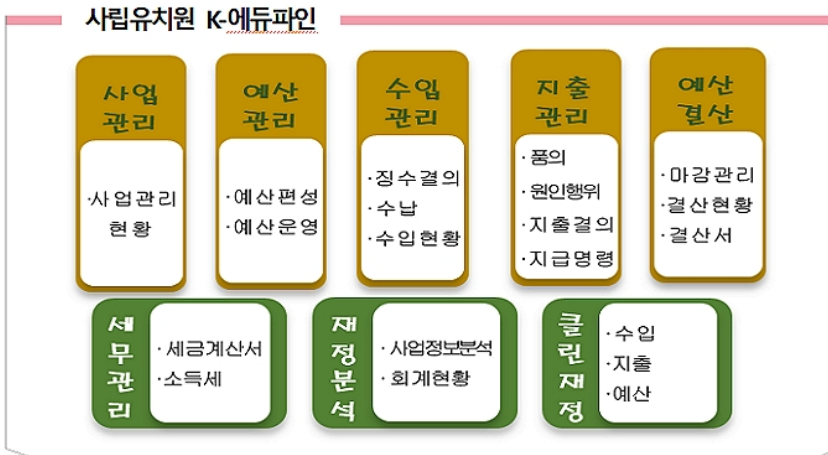 사립유치원 K-에듀파인
사업
관리
·사업관리
현황
예산
관리
·예산편성
·예산운영
수입
관리
·징수결의
·수납
·수입현황
지출
관리
·품의
·원인행위
·지출결의
·지급명령
예산
결산
·마감관리
·결산현황
·결산서
세무관리
·세금계산서
·소득세
재정분석
·사업정보분석
·회계현황
클린재정
·수입
·지출
·예산